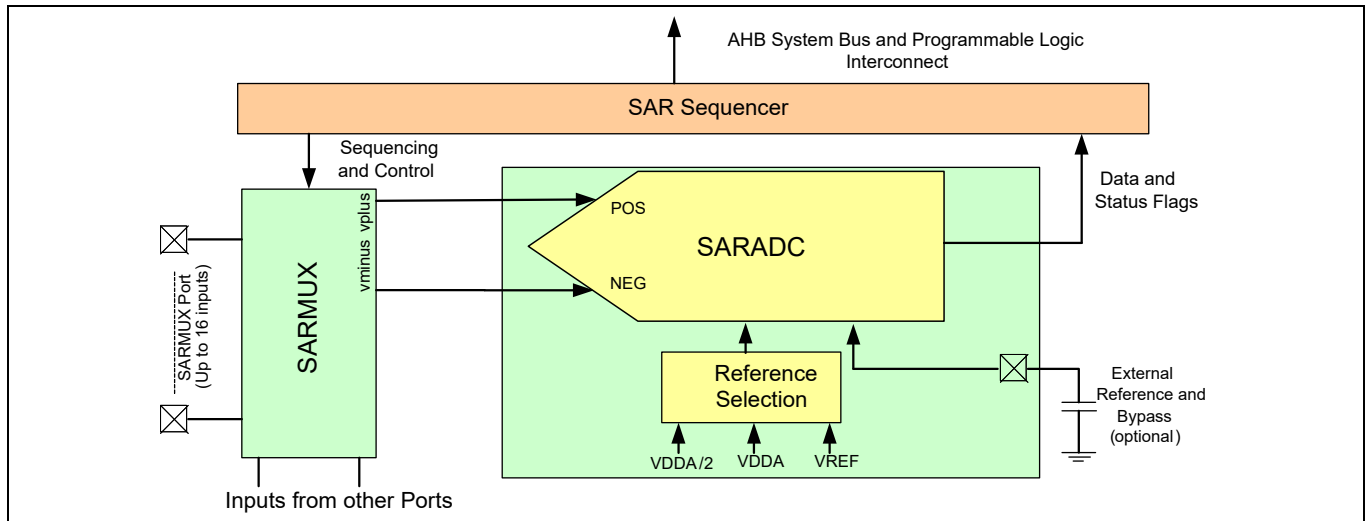 AHB System Bus and Programmable Logic
Interconnect
SAR Sequencer
Sequencing
and Control
Data and
Status Flags
SARMUX Port
(Up to 16 inputs)
SARMUX
vminus vplus
POS
NEG
SARADC
Reference
Selection
VDDA/2 VDDA VREF
External
Reference and
Bypass
(optional)
Inputs from other Ports